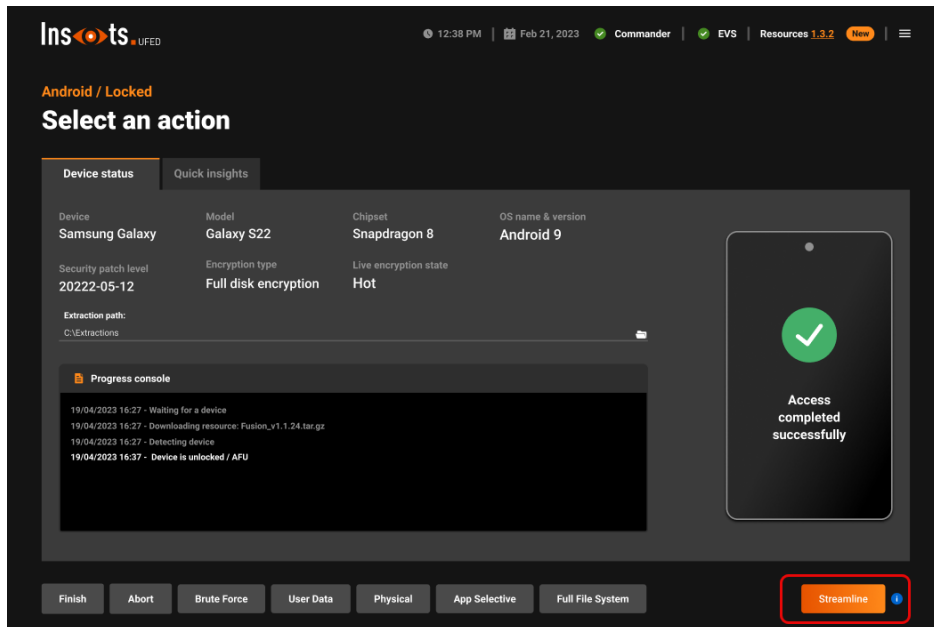 Ins ts.UFED
12:38 PM | Feb 21, 2023 Commander | EVS | Resources 1.3.2 New |
Android / Locked
Select an action
Device status Quick insights
Device Model Chipset OS name & version
Samsung Galaxy Galaxy S22 Snapdragon 8 Android 9
Security patch level Encryption type Live encryption state
20222-05-12 Full disk encryption Hot
Extraction path:
C:\Extractions
Progress console
19/04/2023 16:27 - Waiting for a device
19/04/2023 16:27 - Downloading resource: Fusion_v1.1.24.tar.gz
19/04/2023 16:27 - Detecting device
19/04/2023 16:37 - Device is unlocked / AFU
Access
completed
successfully
Finish Abort Brute Force User Data Physical App Selective Full File System Streamline i